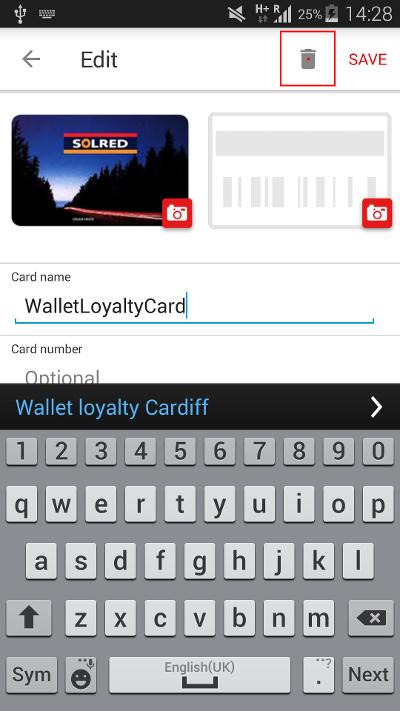 H+ R 25% 14:28
Edit SAVE
SOLRED
Card name
WalletLoyaltyCard
Card number
Optional
Wallet loyalty Cardiff
1 2 3 4 5 6 7 8 9 0
q w e r t y u i o p
a s d f g h j k l
z x c v b n m
Sym English(UK) . ? Next